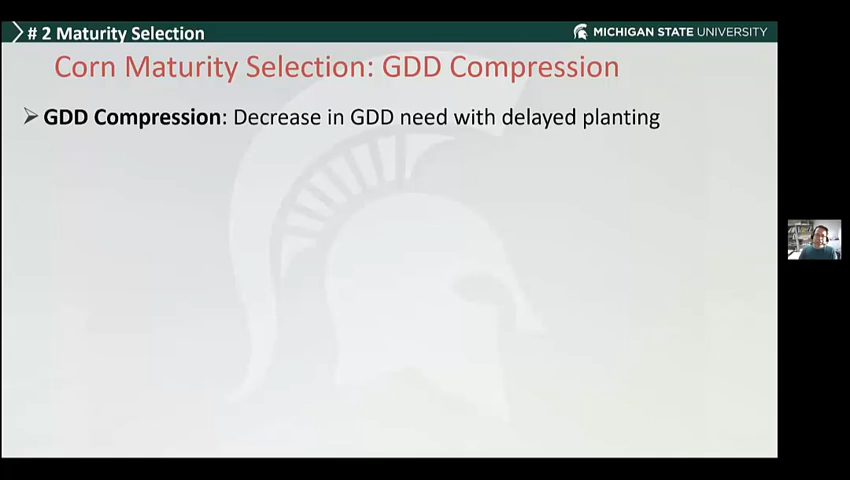 # 2 Maturity Selection
MICHIGAN STATE UNIVERSITY
Corn Maturity Selection: GDD Compression
GDD Compression: Decrease in GDD need with delayed planting